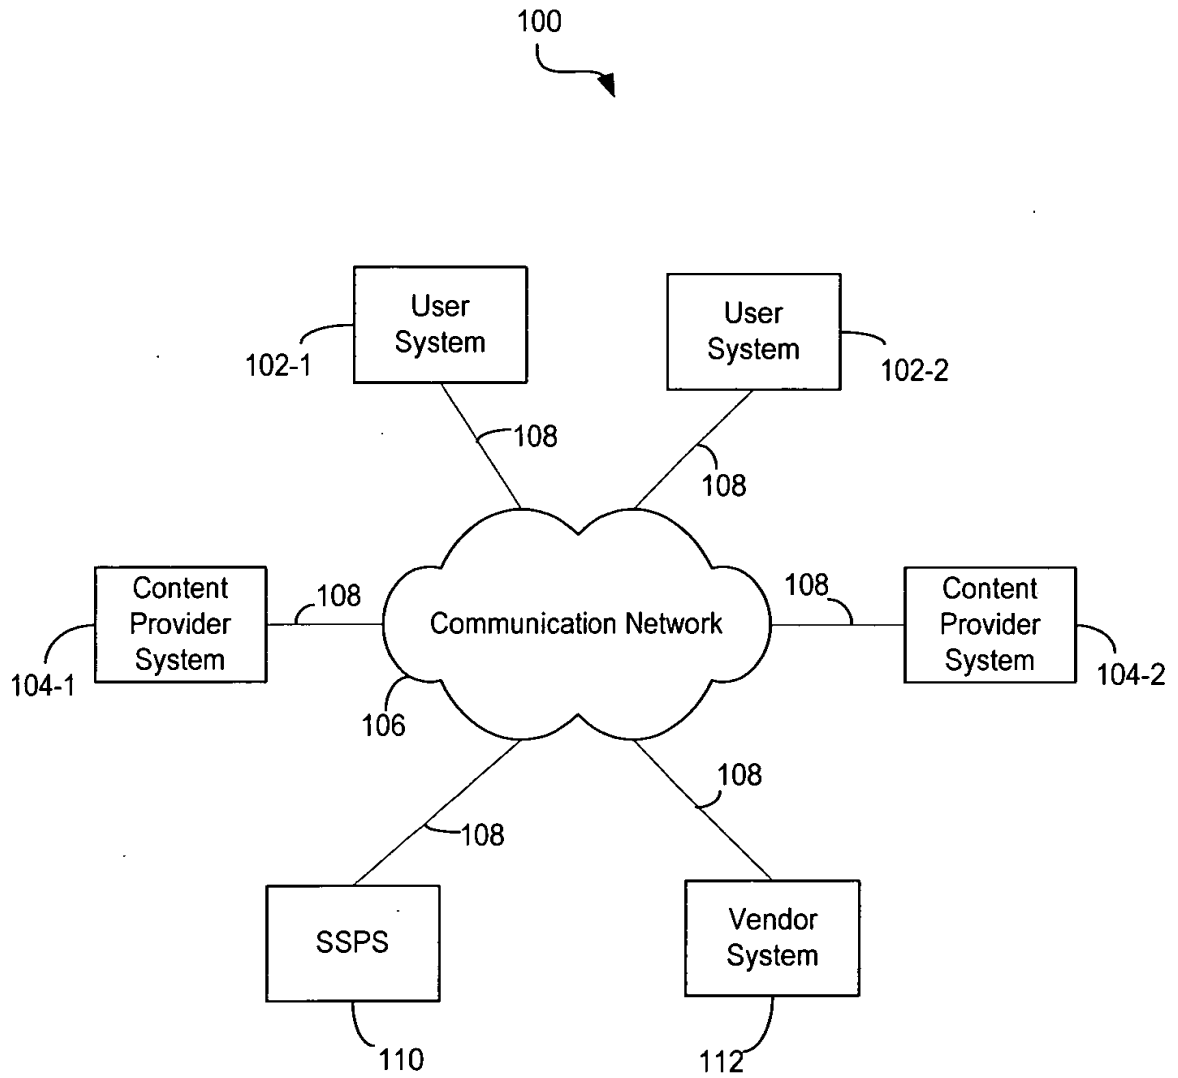 100
User
System
User
System
102-1
102-2
108
108
Content
Provider
System
108
Communication Network
108
Content
Provider
System
104-1
104-2
106
108
108
SSPS
Vendor
System
110
112